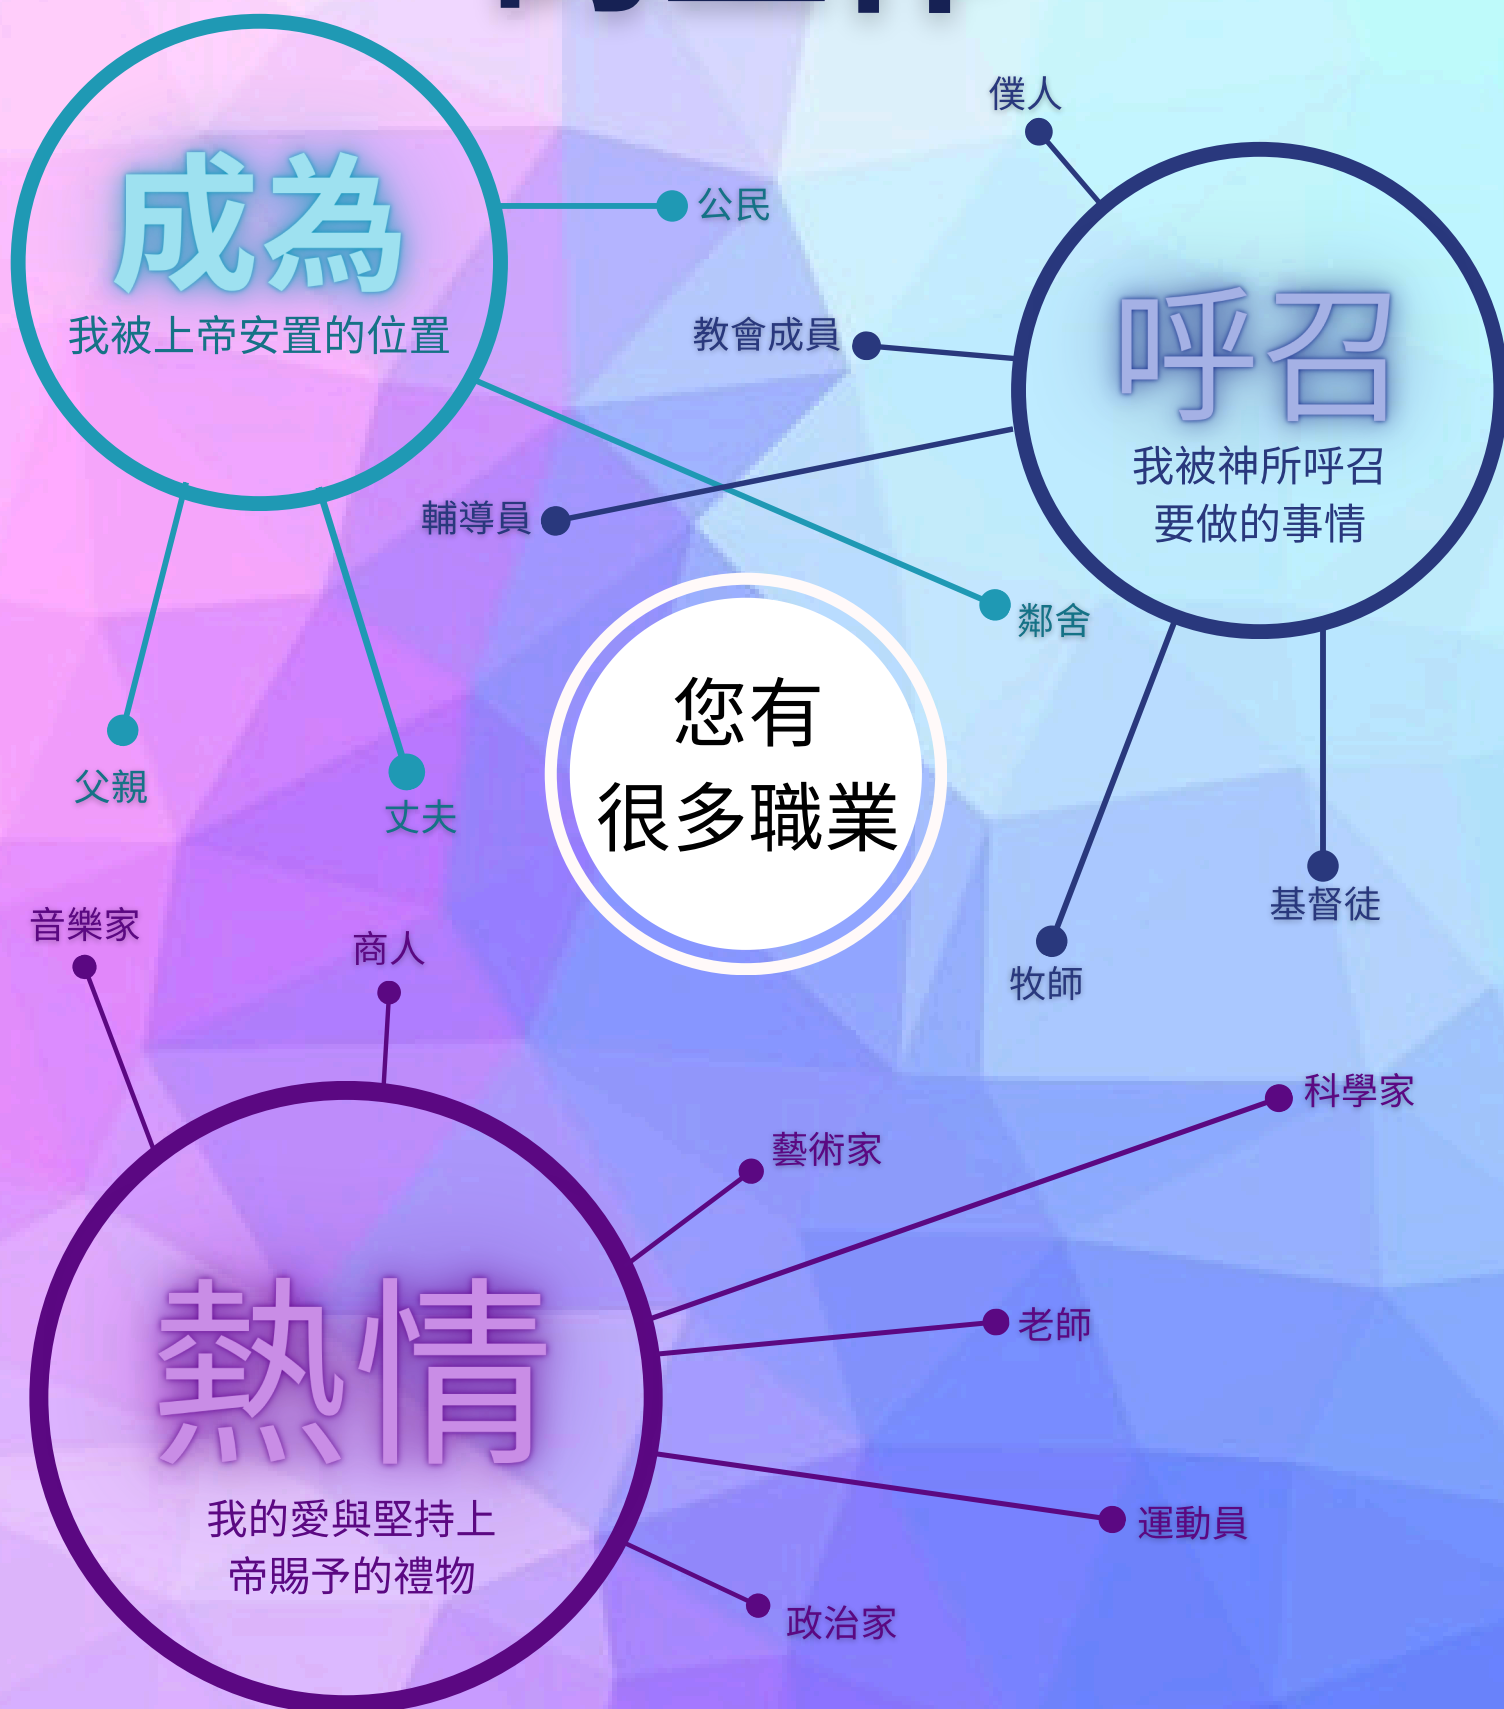 僕人
成為
公民
我被上帝安置的位置
呼召
教會成員
我被神所呼召
要做的事情
輔導員
鄰舍
您有
很多職業
父親
丈夫
基督徒
牧師
音樂家
商人
科學家
藝術家
熱情
老師
我的愛與堅持上
帝賜予的禮物
運動員
政治家